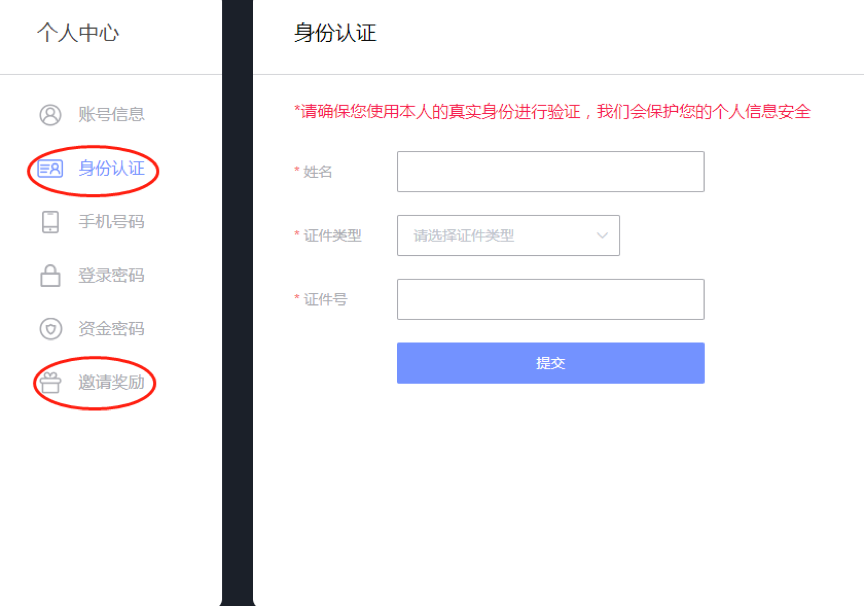 个人中心
账号信息
身份认证
手机号码
登录密码
资金密码
邀请奖励
身份认证
*请确保您使用本人的真实身份进行验证，我们会保护您的个人信息安全
* 姓名
* 证件类型
请选择证件类型
* 证件号
提交